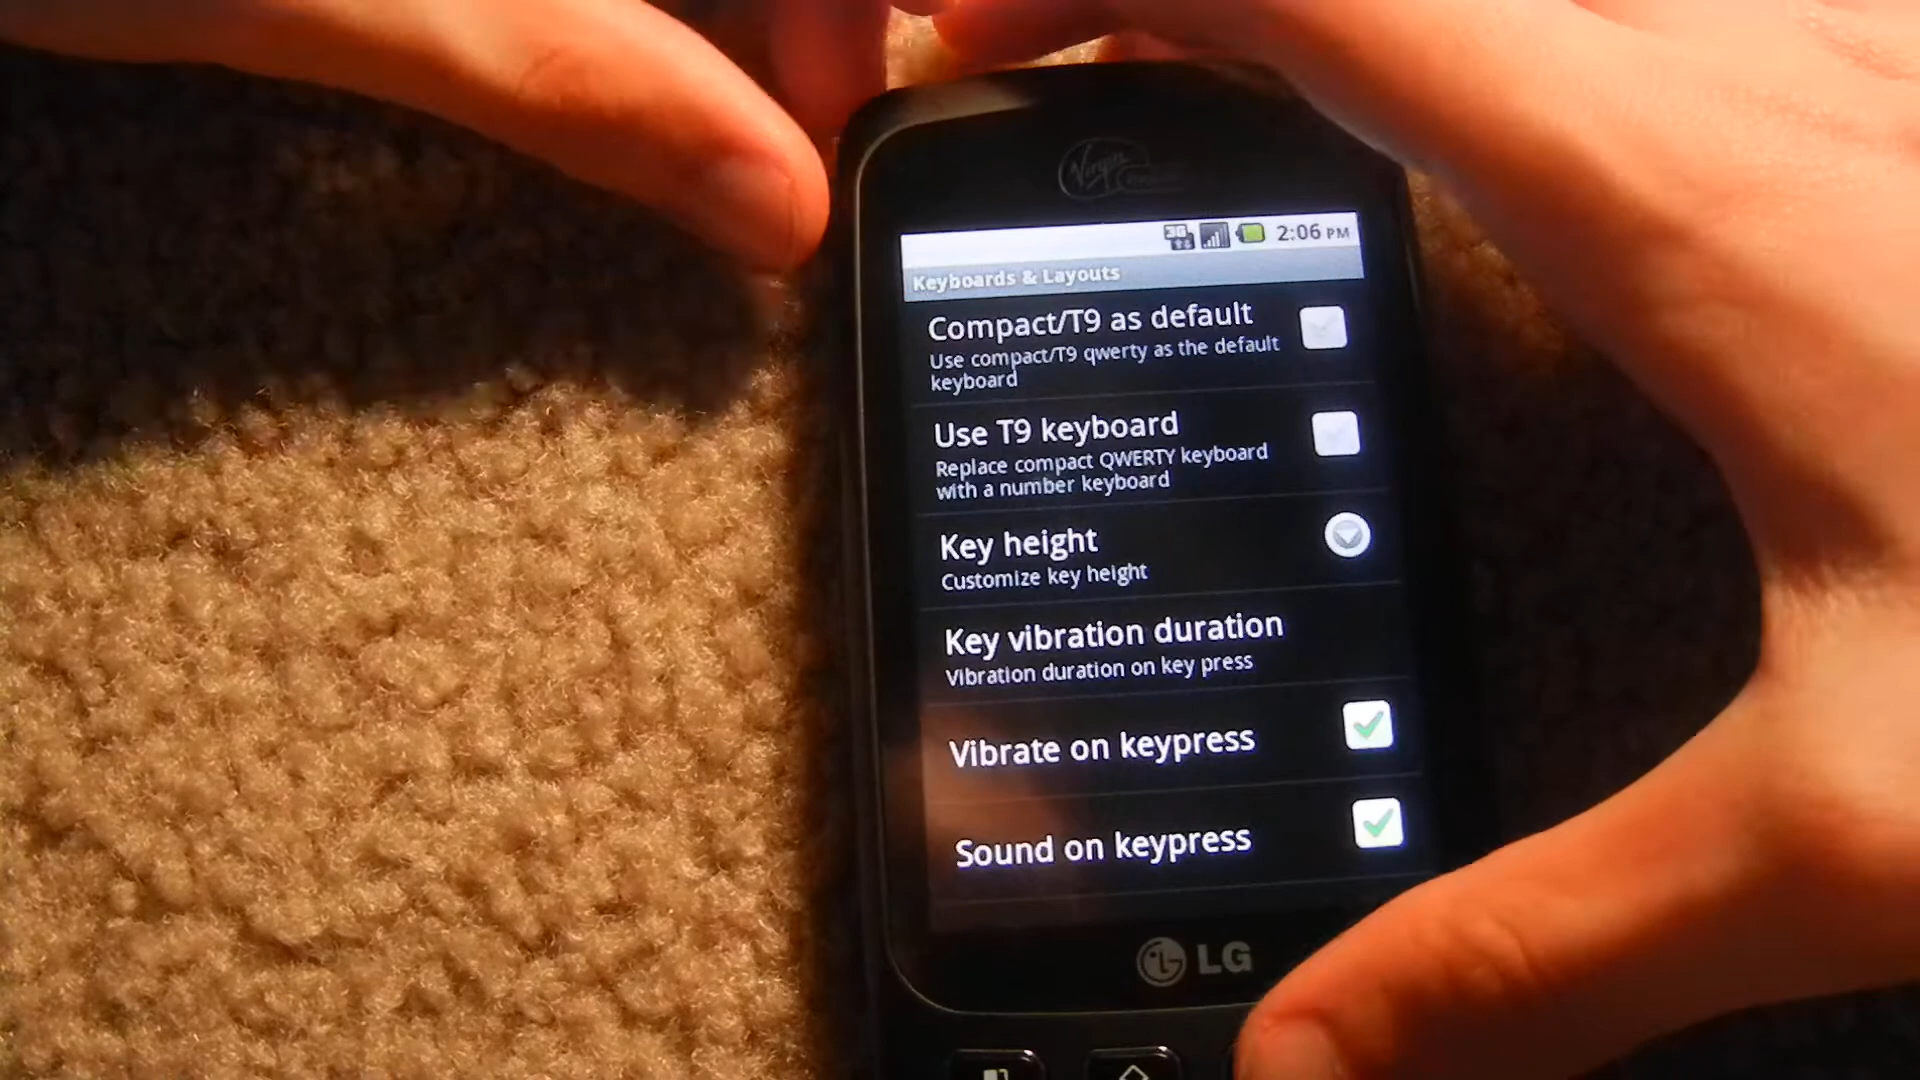 Virgin
3G
2:06 PM
Keyboards & Layouts
Compact/T9 as default
Use compact/T9 qwerty as the default
keyboard
Use T9 keyboard
Replace compact QWERTY keyboard
with a number keyboard
Key height
Customize key height
Key vibration duration
Vibration duration on key press
Vibrate on keypress
Sound on keypress
LG